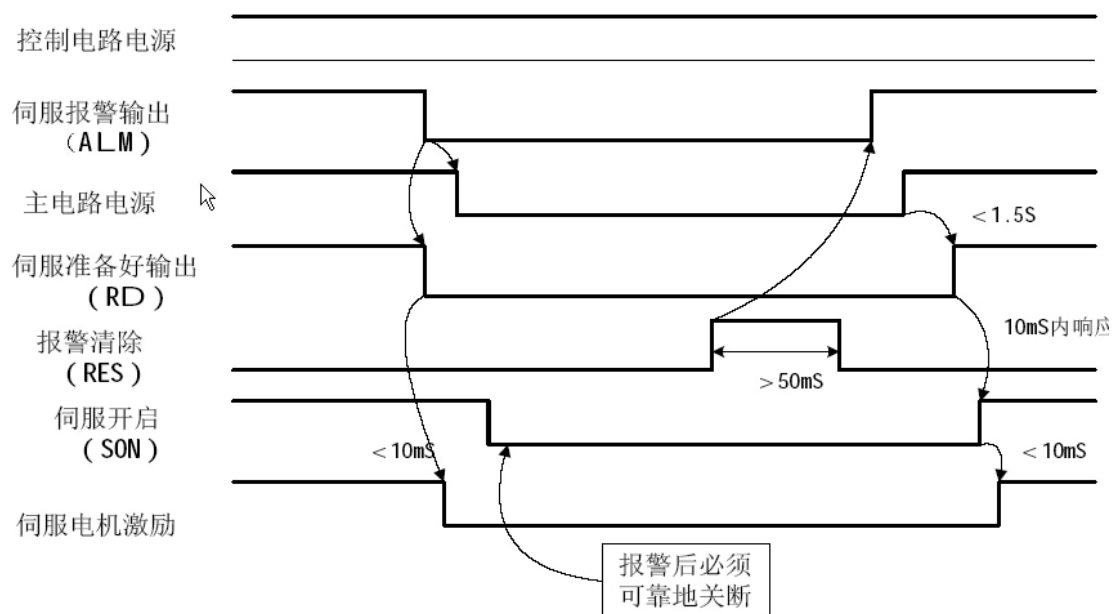 控制电路电源
伺服报警输出
（ALM）
主电路电源
<1.5S
伺服准备好输出
（RD）
10mS内响应
报警清除
（RES）
>50mS
伺服开启
（SON）
<10mS
<10mS
伺服电机激励
报警后必须
可靠地关断